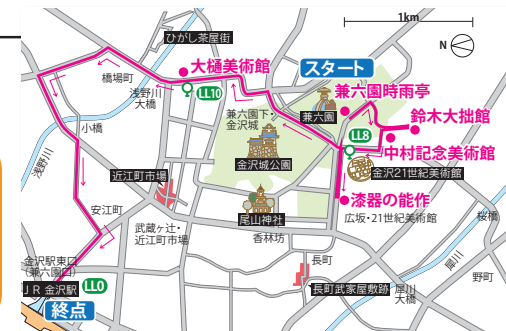 1km
N
ひがし茶屋街
大樋美術館
スタート
橋場町
浅野川
大橋
LL10
兼六園時雨亭
兼六園
鈴木大拙館
小橋
兼六園下・
金沢城
LL8
中村記念美術館
浅野川
金沢城公園
金沢21世紀美術館
近江町市場
尾山神社
漆器の能作
安江町
広坂・21世紀美術館
武蔵ヶ辻・
近江町市場
香林坊
桜橋
金沢駅東口
(兼六園口)
長町
犀川
野町
JR 金沢駅
LL0
長町武家屋敷跡
犀川
大橋
終点